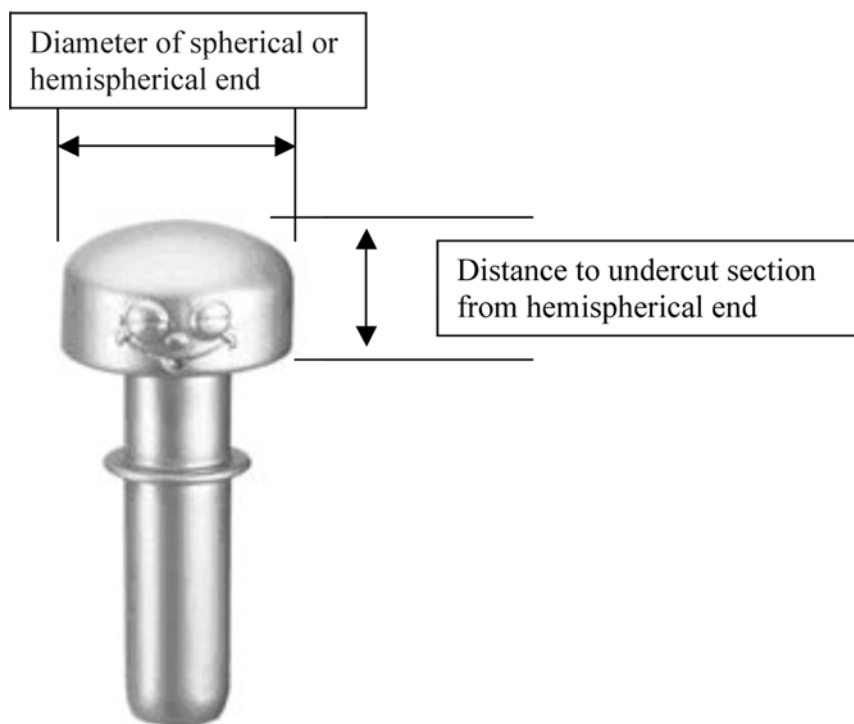 Diameter of spherical or
hemispherical end
Distance to undercut section
from hemispherical end